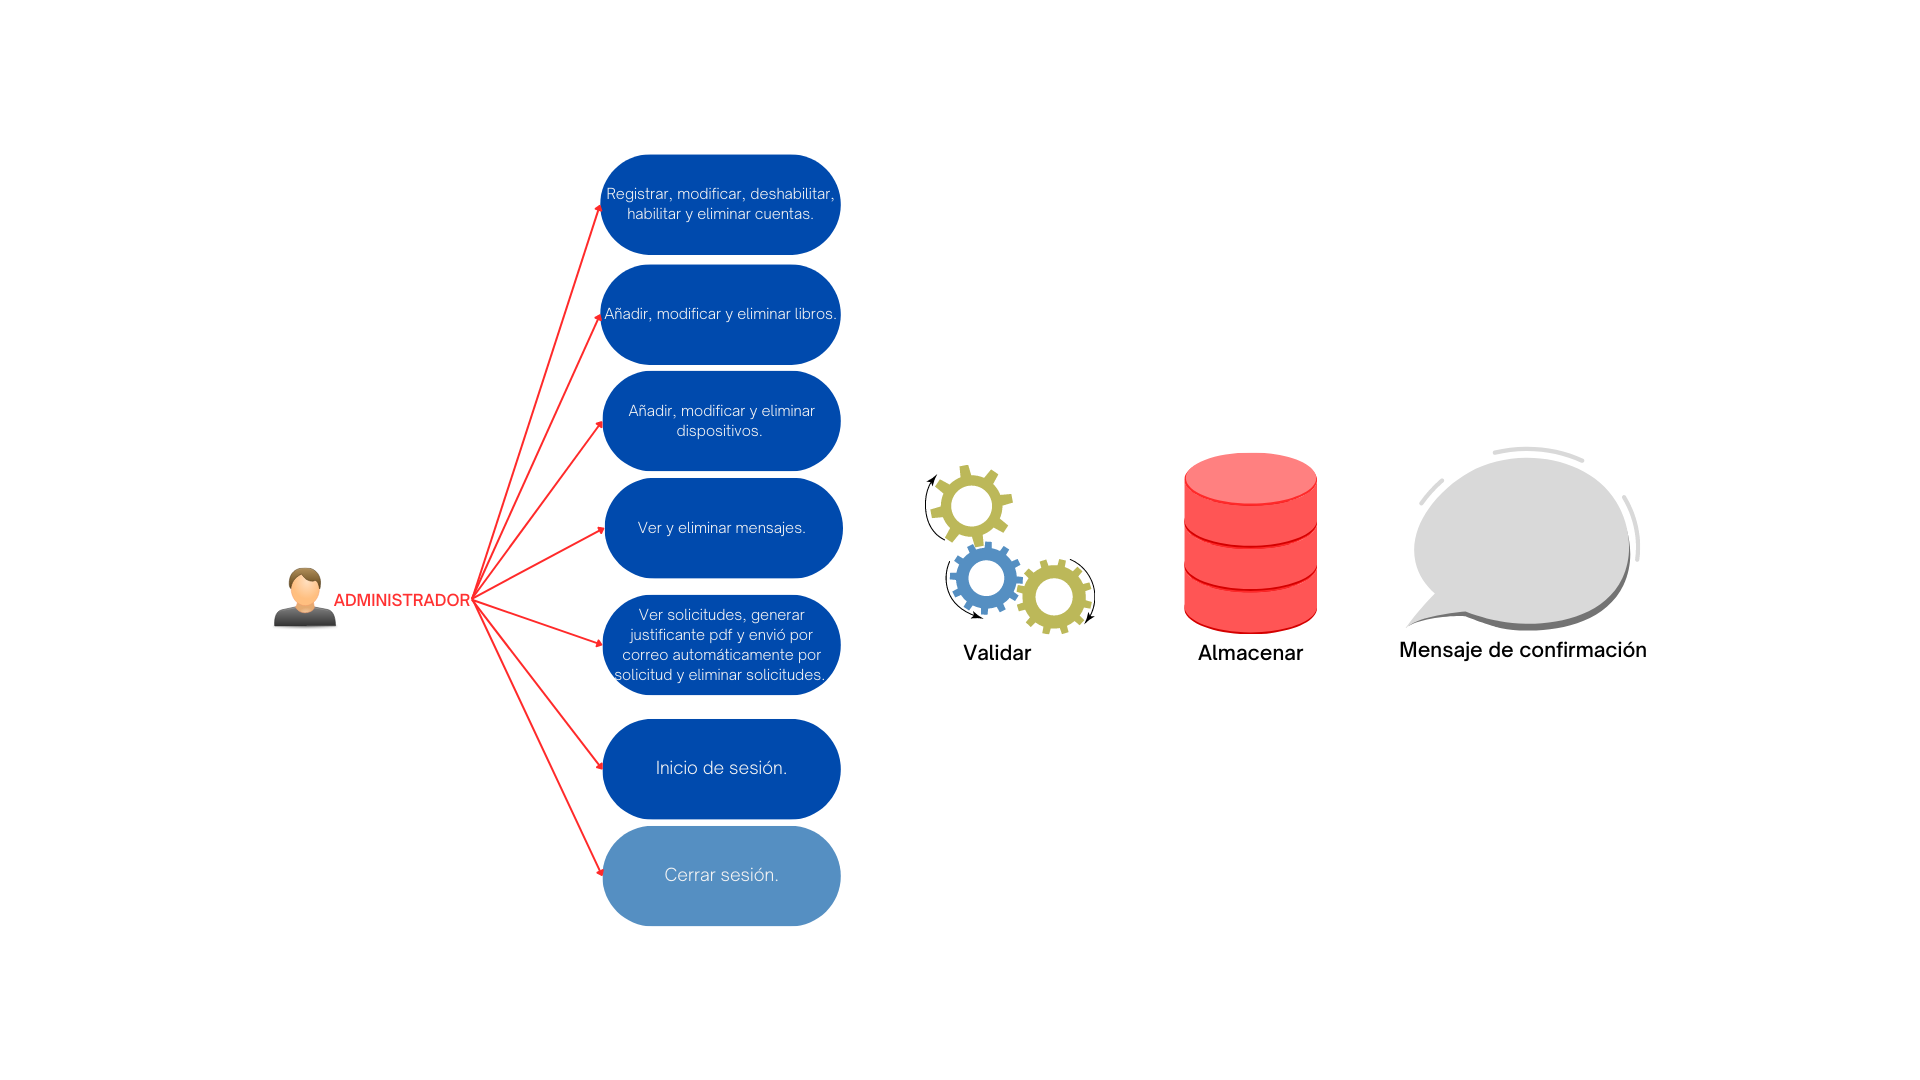 Registrar, modificar, deshabilitar,
habilitar y eliminar cuentas.
Añadir, modificar y eliminar libros.
Añadir, modificar y eliminar
dispositivos.
Ver y eliminar mensajes.
ADMINISTRADOR
Ver solicitudes, generar
justificante pdf y envió por
correo automáticamente por
solicitud y eliminar solicitudes.
Inicio de sesión.
Cerrar sesión.
Validar
Almacenar
Mensaje de confirmación